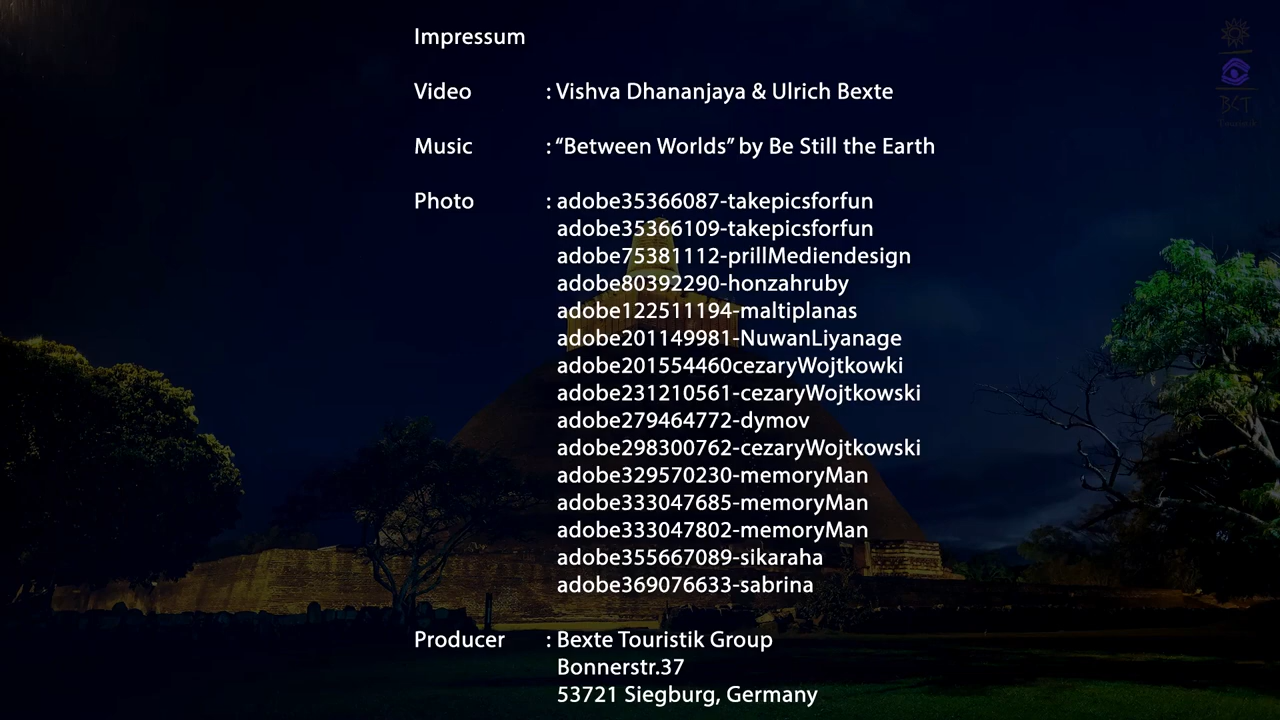 Impressum
Video : Vishva Dhananjaya & Ulrich Bexte
Music : “Between Worlds” by Be Still the Earth
Photo : adobe35366087-takepicsforfun
adobe35366109-takepicsforfun
adobe75381112-prillMediendesign
adobe80392290-honzahruby
adobe122511194-maltiplanas
adobe201149981-NuwanLiyanage
adobe201554460cezaryWojtkowki
adobe231210561-cezaryWojtkowski
adobe279464772-dymov
adobe298300762-cezaryWojtkowski
adobe329570230-memoryMan
adobe333047685-memoryMan
adobe333047802-memoryMan
adobe355667089-sikaraha
adobe369076633-sabrina
Producer : Bexte Touristik Group
Bonnerstr.37
53721 Siegburg, Germany
BCT